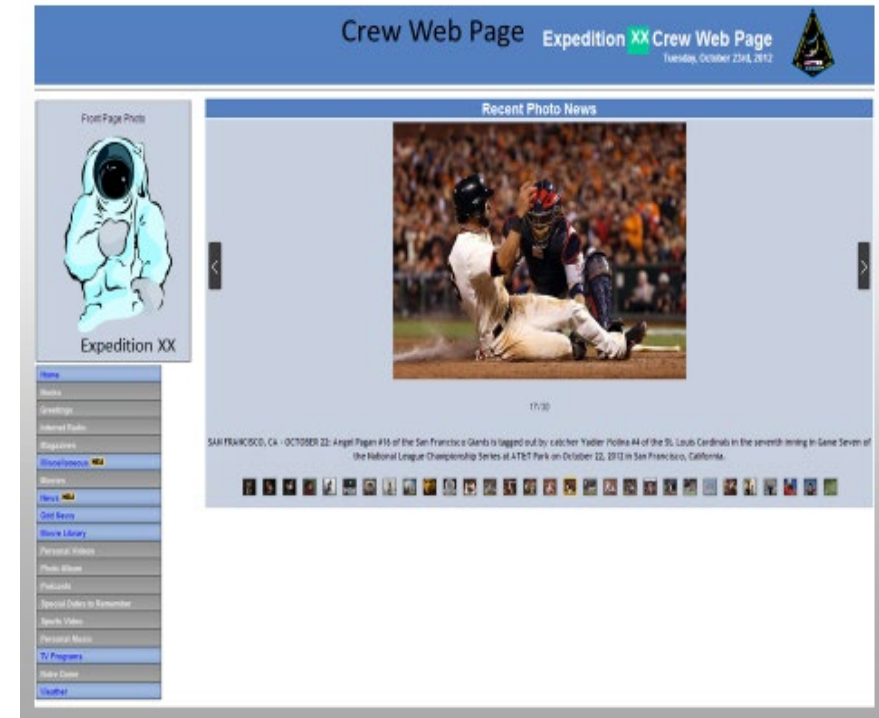 Crew Web Page
Expedition XX Crew Web Page
Tuesday, October 23rd, 2012
Front Page Photo
Expedition XX
Recent Photo News
17/30
SAN FRANCISCO, CA - OCTOBER 22: Angel Pagan #16 of the San Francisco Giants is tagged out by catcher Yadier Molina #4 of the St. Louis Cardinals in the seventh inning in Game Seven of
the National League Championship Series at AT&T Park on October 22, 2012 in San Francisco, California.
Home
Books
Greetings
Internet Radio
Magazines
Miscellaneous NEW
Movies
News NEW
Movie Library
Personal Videos
Photo Album
Podcasts
Special Dates to Remember
Sports Video
Personal Music
TV Programs
Notre Dame
Weather